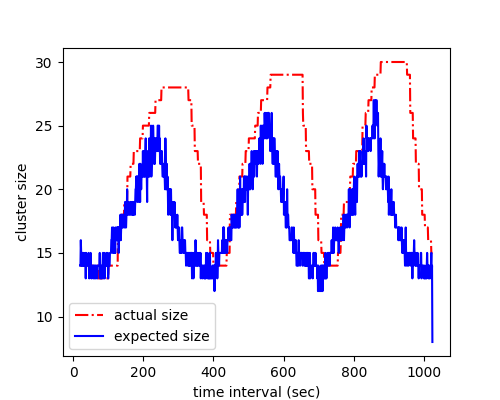 30
25
20
15
10
cluster size
actual size
expected size
0 200 400 600 800 1000
time interval (sec)